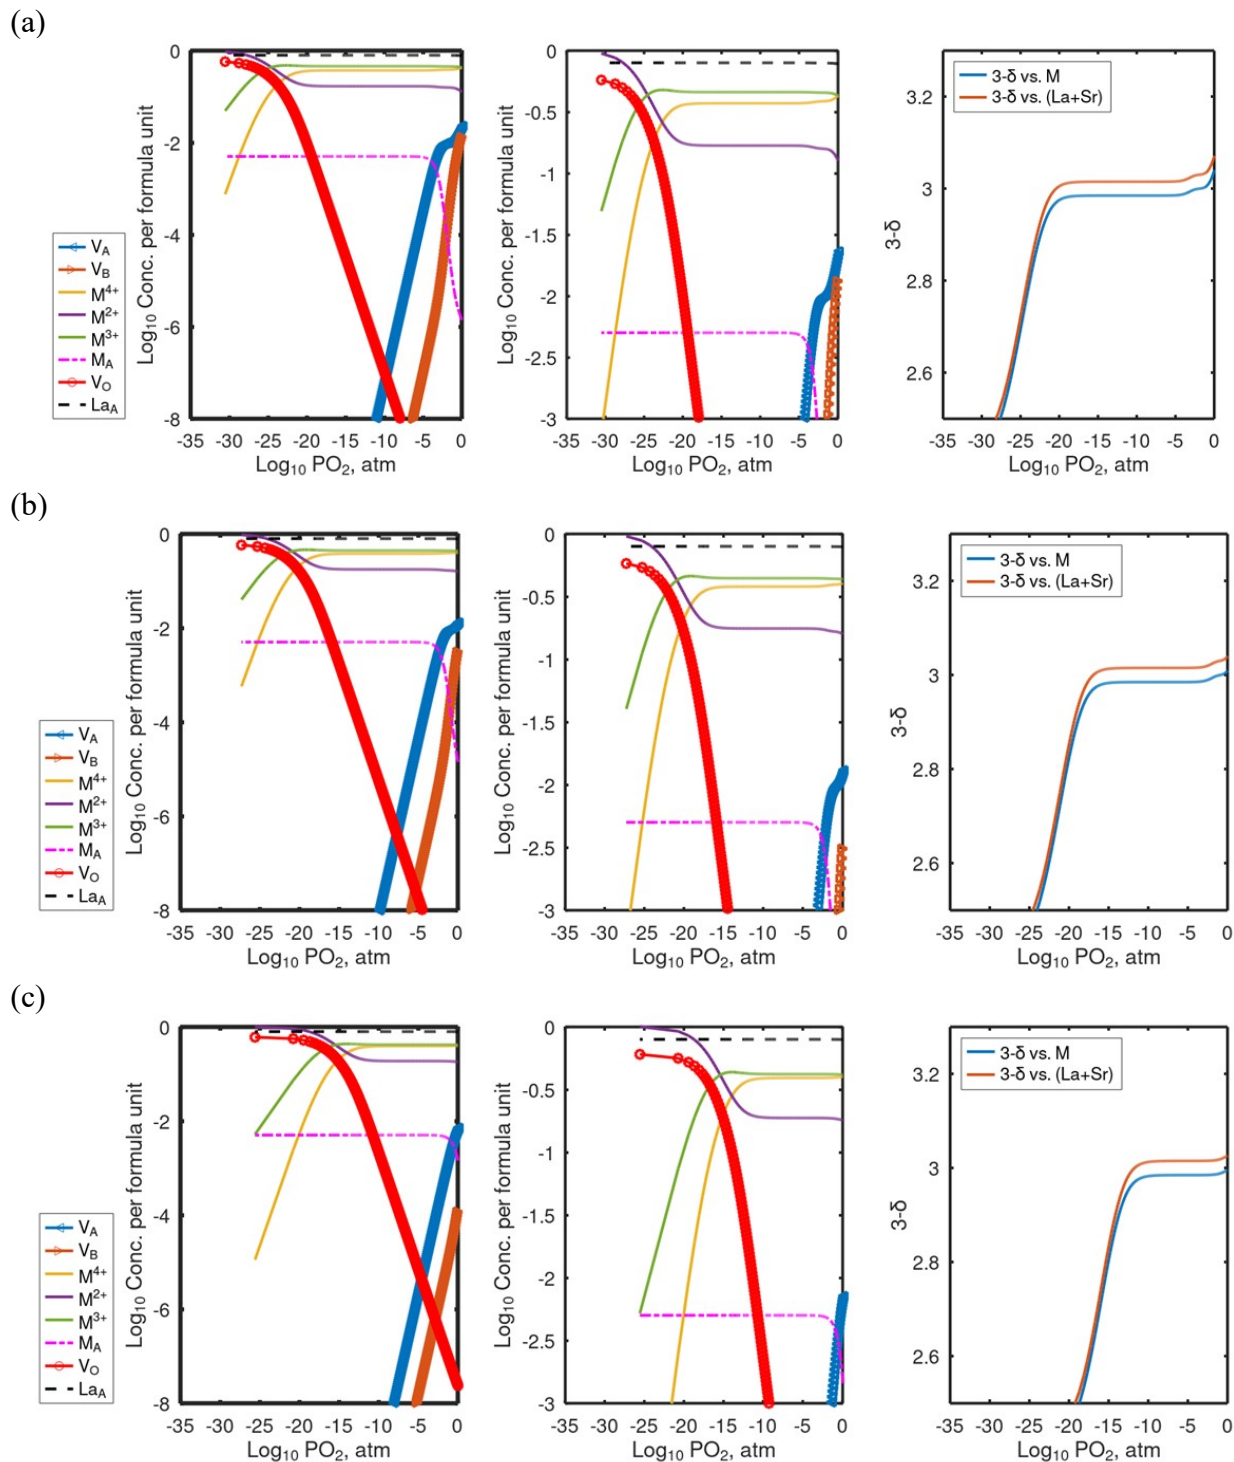 (a)
0
-2
-4
-6
-8
Log10 Conc. per formula unit
-35 -30 -25 -20 -15 -10 -5 0
Log10 PO2, atm
VA
VB
M4+
M2+
M3+
MA
VO
LaA
0
-0.5
-1
-1.5
-2
-2.5
-3
Log10 Conc. per formula unit
-35 -30 -25 -20 -15 -10 -5 0
Log10 PO2, atm
3-δ vs. M
3-δ vs. (La+Sr)
3.2
3
2.8
2.6
3-δ
-35 -30 -25 -20 -15 -10 -5 0
Log10 PO2, atm
(b)
0
-2
-4
-6
-8
Log10 Conc. per formula unit
-35 -30 -25 -20 -15 -10 -5 0
Log10 PO2, atm
VA
VB
M4+
M2+
M3+
MA
VO
LaA
0
-0.5
-1
-1.5
-2
-2.5
-3
Log10 Conc. per formula unit
-35 -30 -25 -20 -15 -10 -5 0
Log10 PO2, atm
3-δ vs. M
3-δ vs. (La+Sr)
3.2
3
2.8
2.6
3-δ
-35 -30 -25 -20 -15 -10 -5 0
Log10 PO2, atm
(c)
0
-2
-4
-6
-8
Log10 Conc. per formula unit
-35 -30 -25 -20 -15 -10 -5 0
Log10 PO2, atm
VA
VB
M4+
M2+
M3+
MA
VO
LaA
0
-0.5
-1
-1.5
-2
-2.5
-3
Log10 Conc. per formula unit
-35 -30 -25 -20 -15 -10 -5 0
Log10 PO2, atm
3-δ vs. M
3-δ vs. (La+Sr)
3.2
3
2.8
2.6
3-δ
-35 -30 -25 -20 -15 -10 -5 0
Log10 PO2, atm